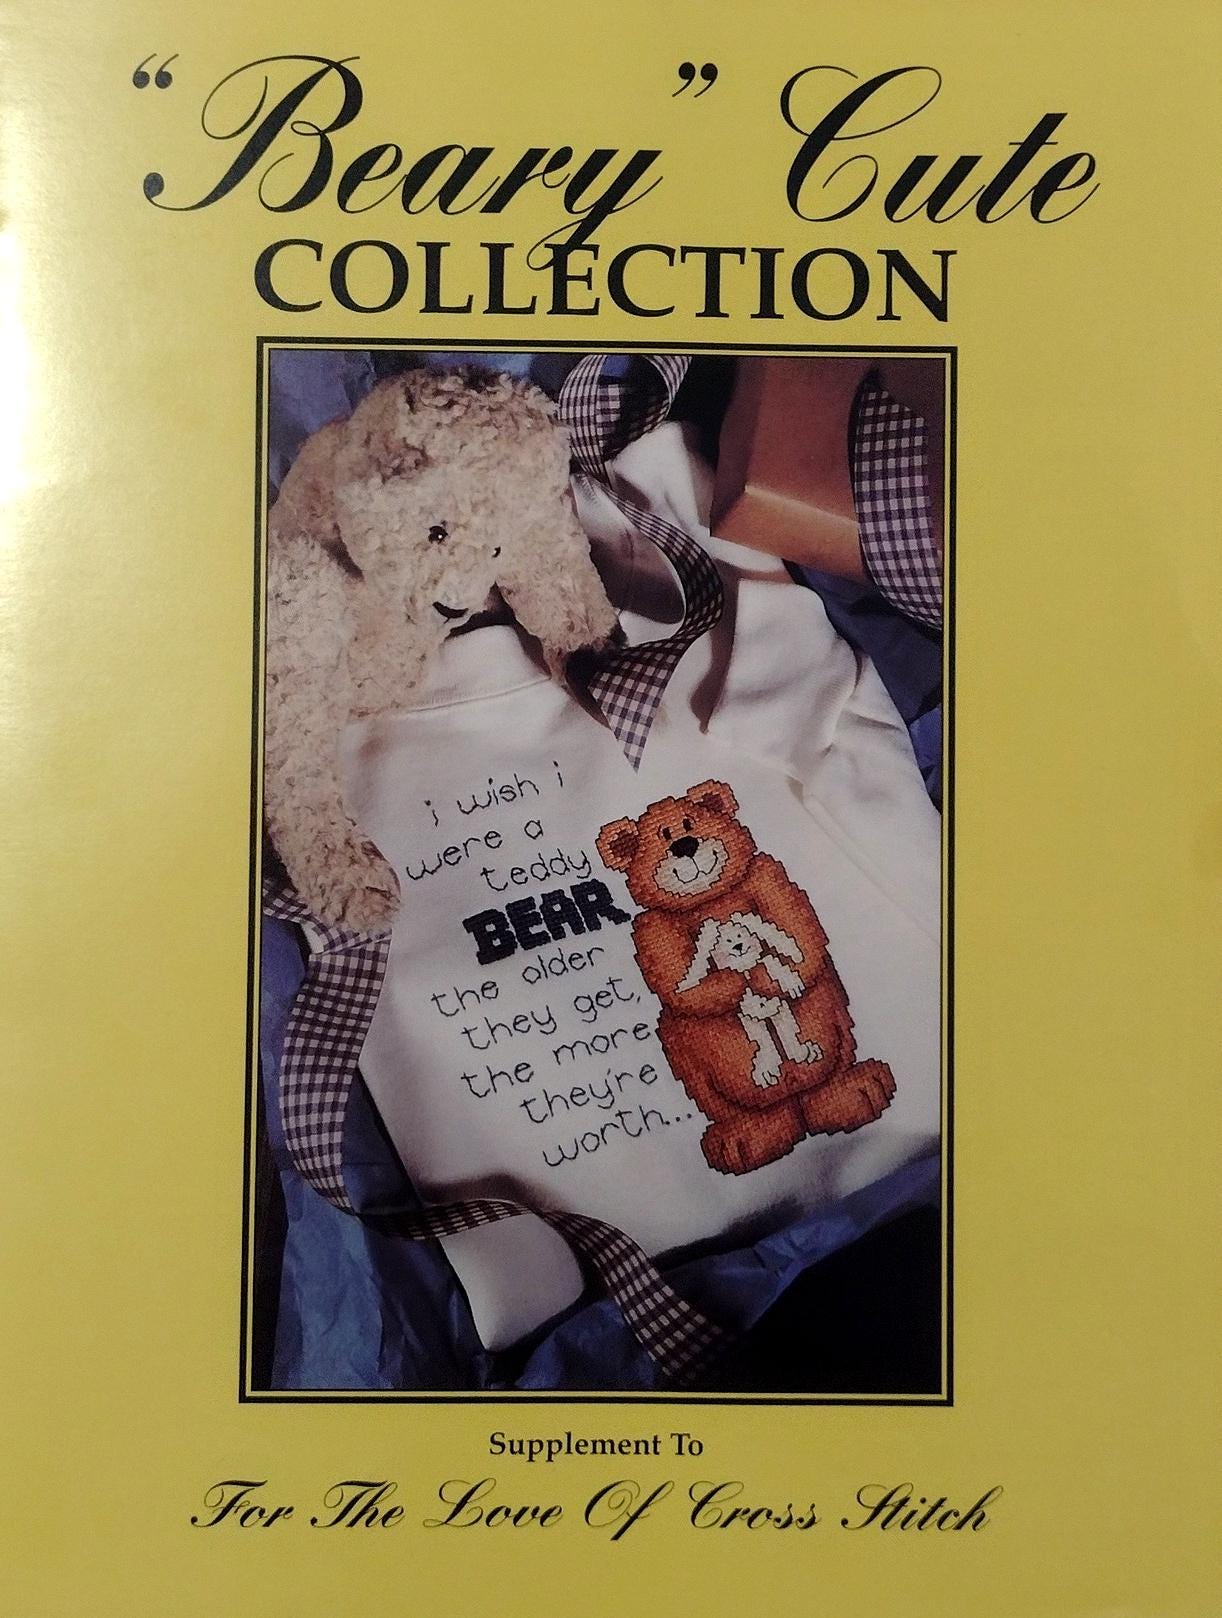 “Beary” Cute
COLLECTION
i wish i
were a
teddy
BEAR
the older
they get,
the more
they're
worth...
Supplement To
For The Love Of Cross Stitch